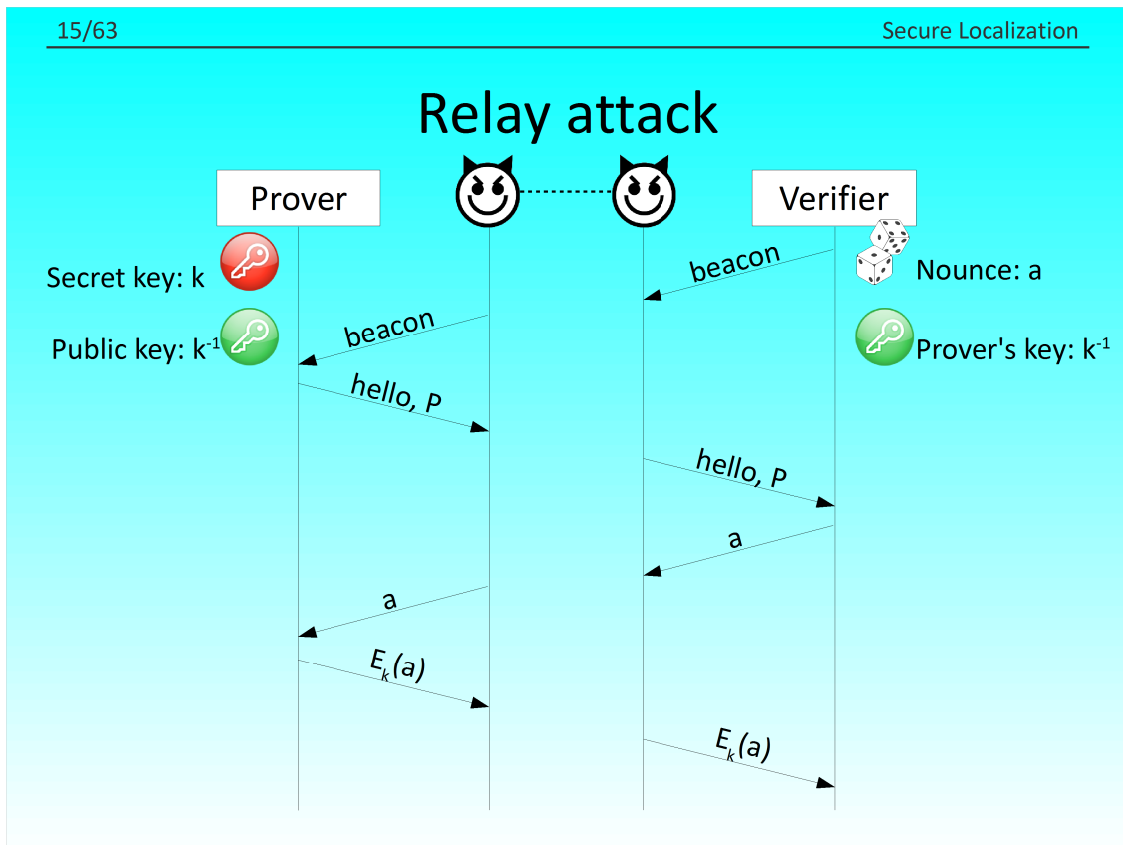 15/63
Secure Localization
Relay attack
Prover
Verifier
Secret key: k
beacon
Nounce: a
Public key: k⁻¹
beacon
Prover's key: k⁻¹
hello, P
hello, P
a
a
Eₖ(a)
Eₖ(a)